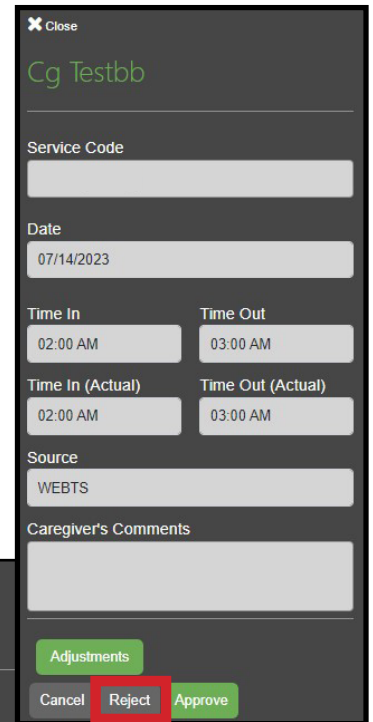 ✖ Close
Cg Testbb
Service Code
Date
07/14/2023
Time In Time Out
02:00 AM 03:00 AM
Time In (Actual) Time Out (Actual)
02:00 AM 03:00 AM
Source
WEBTS
Caregiver's Comments
Adjustments
Cancel Reject Approve